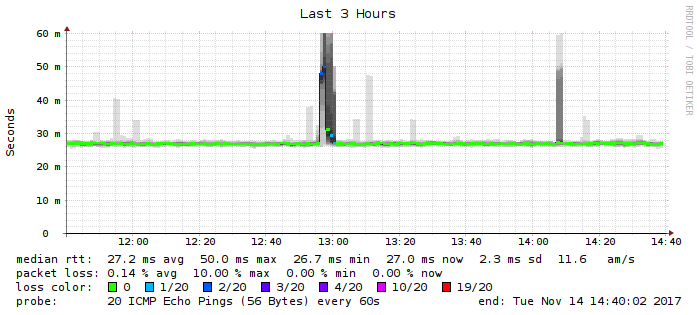 Last 3 Hours
RRDTOOL / TOBI OETIKER
Seconds
60 m
50 m
40 m
30 m
20 m
10 m
0
12:00 12:20 12:40 13:00 13:20 13:40 14:00 14:20 14:40
median rtt: 27.2 ms avg 50.0 ms max 26.7 ms min 27.0 ms now 2.3 ms sd 11.6 am/s
packet loss: 0.14 % avg 10.00 % max 0.00 % min 0.00 % now
loss color: 0 1/20 2/20 3/20 4/20 10/20 19/20
probe: 20 ICMP Echo Pings (56 Bytes) every 60s end: Tue Nov 14 14:40:02 2017